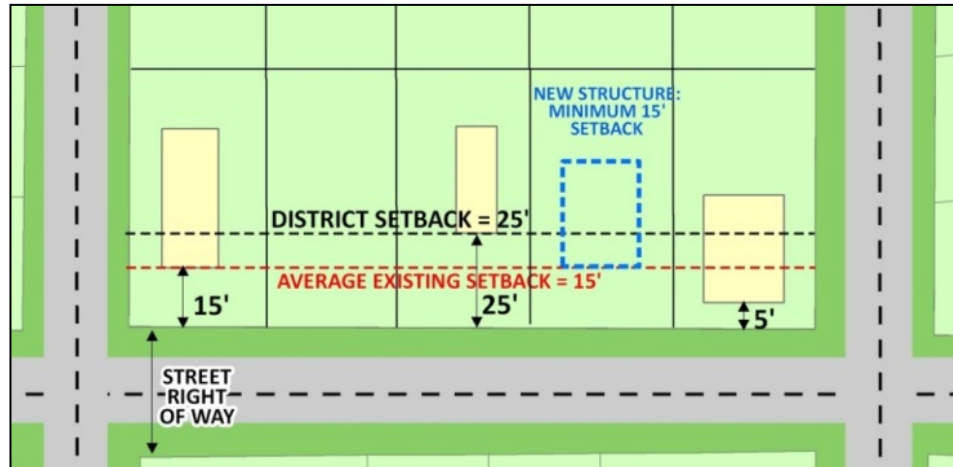 NEW STRUCTURE:
MINIMUM 15'
SETBACK
DISTRICT SETBACK = 25'
AVERAGE EXISTING SETBACK = 15'
15'
25'
5'
STREET
RIGHT
OF WAY